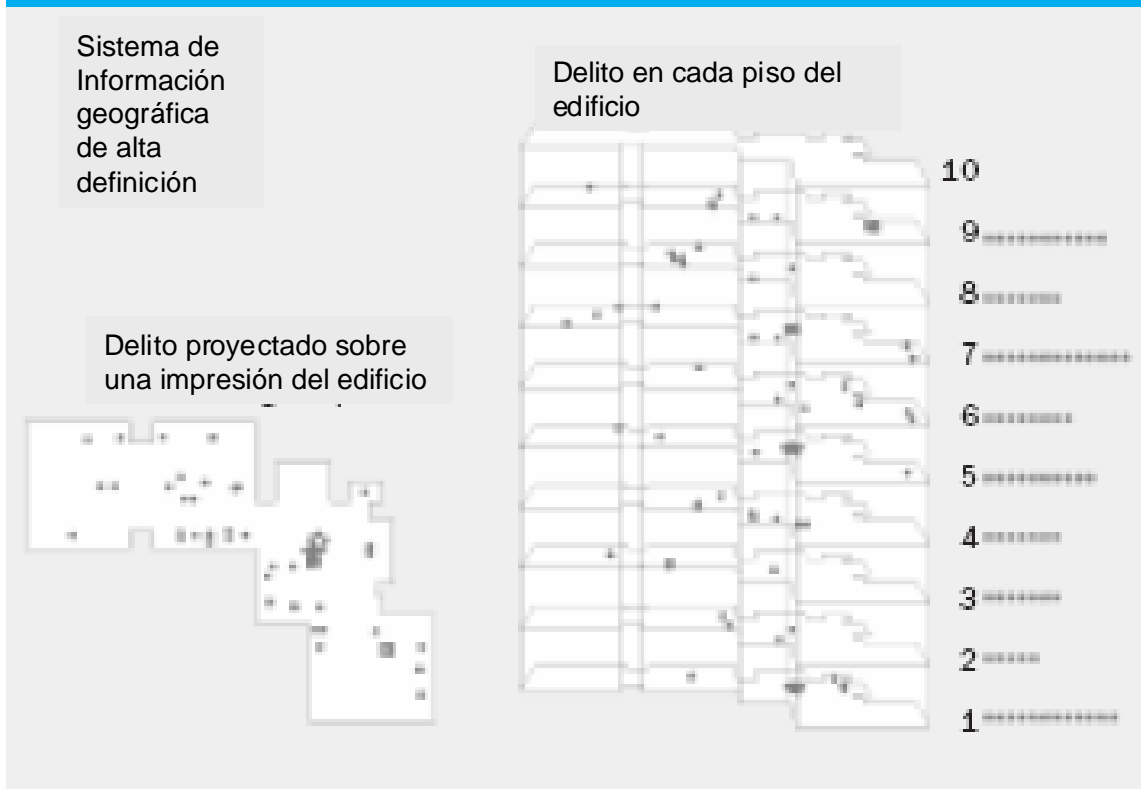 Sistema de
Información
geográfica
de alta
definición
Delito en cada piso del
edificio
Delito proyectado sobre
una impresión del edificio
10
9
8
7
6
5
4
3
2
1